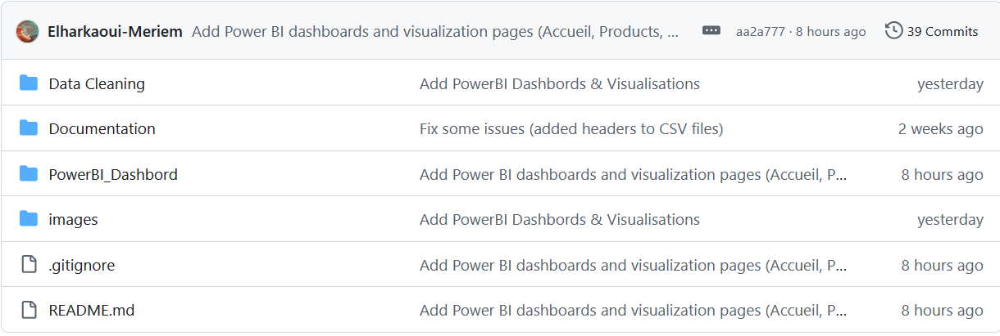 Elharkaoui-Meriem Add Power BI dashboards and visualization pages (Accueil, Products, ... aa2a777 · 8 hours ago 39 Commits
Data Cleaning Add PowerBI Dashbords & Visualisations yesterday
Documentation Fix some issues (added headers to CSV files) 2 weeks ago
PowerBI_Dashbord Add Power BI dashboards and visualization pages (Accueil, P... 8 hours ago
images Add PowerBI Dashbords & Visualisations yesterday
.gitignore Add Power BI dashboards and visualization pages (Accueil, P... 8 hours ago
README.md Add Power BI dashboards and visualization pages (Accueil, P... 8 hours ago